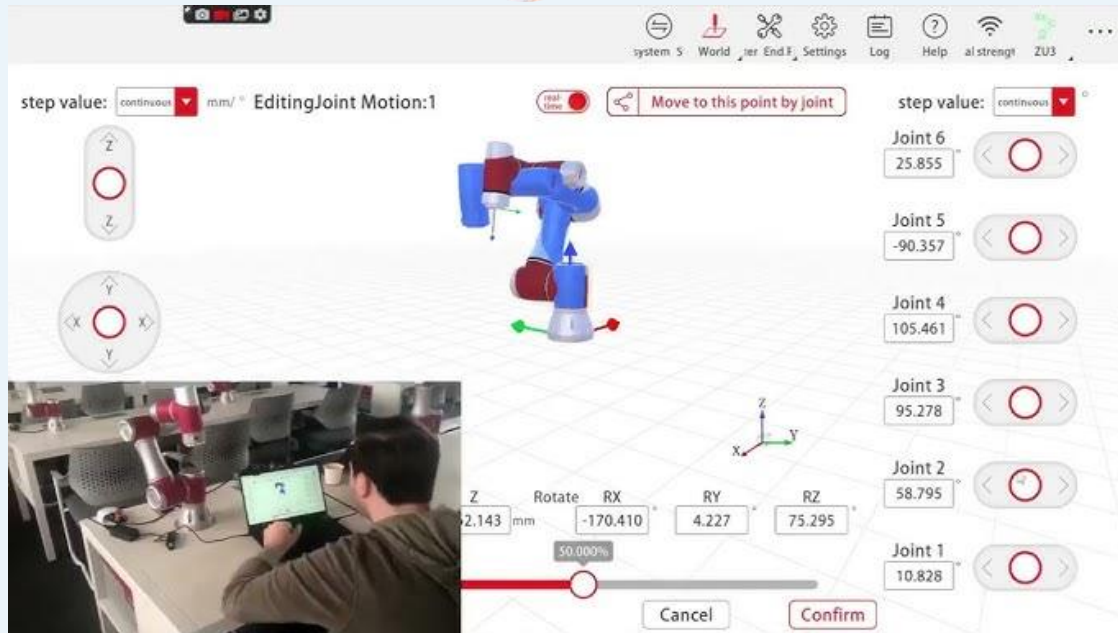 system S
World
ter End F
Settings
Log
Help
al strengt
ZU3
step value:
continuous
mm/ °
EditingJoint Motion:1
real-time
Move to this point by joint
step value:
continuous
°
Z
Z
Y
X
X
Y
Joint 6
25.855 °
Joint 5
-90.357 °
Joint 4
105.461 °
Joint 3
95.278 °
Joint 2
58.795 °
Joint 1
10.828 °
Z
Y
X
Z
Rotate
RX
RY
RZ
2.143 mm
-170.410 °
4.227 °
75.295 °
50.000%
Cancel
Confirm